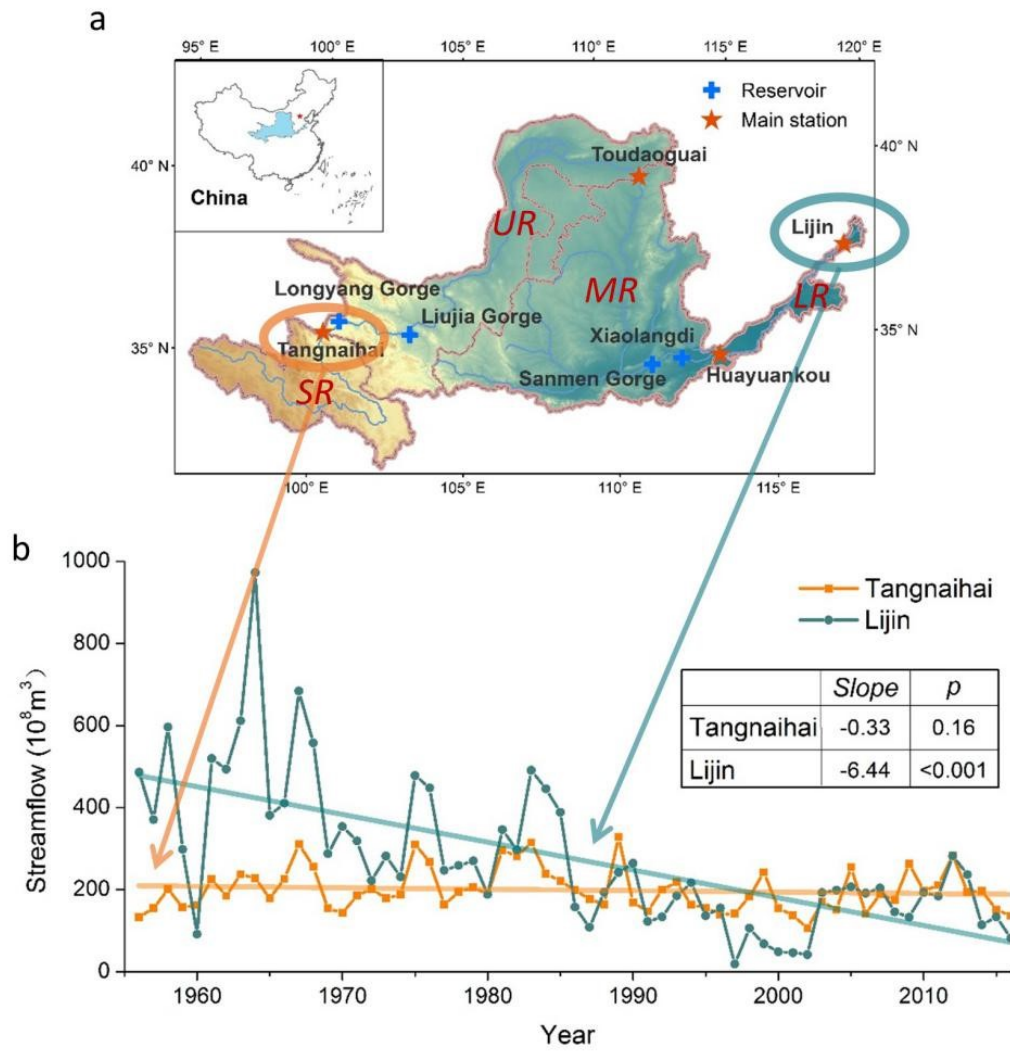 a
95° E 100° E 105° E 110° E 115° E 120° E
Reservoir
Main station
China
40° N
40° N
Toudaoguai
Lijin
UR
Longyang Gorge
MR
LR
Liujia Gorge
Xiaolangdi
35° N
35° N
Tangnaihai
Sanmen Gorge
Huayuankou
SR
100° E 105° E 110° E 115° E
b
1000
800
600
400
200
0
Streamflow (10⁸m³)
Tangnaihai
Lijin
Slope p
Tangnaihai -0.33 0.16
Lijin -6.44 <0.001
1960 1970 1980 1990 2000 2010
Year